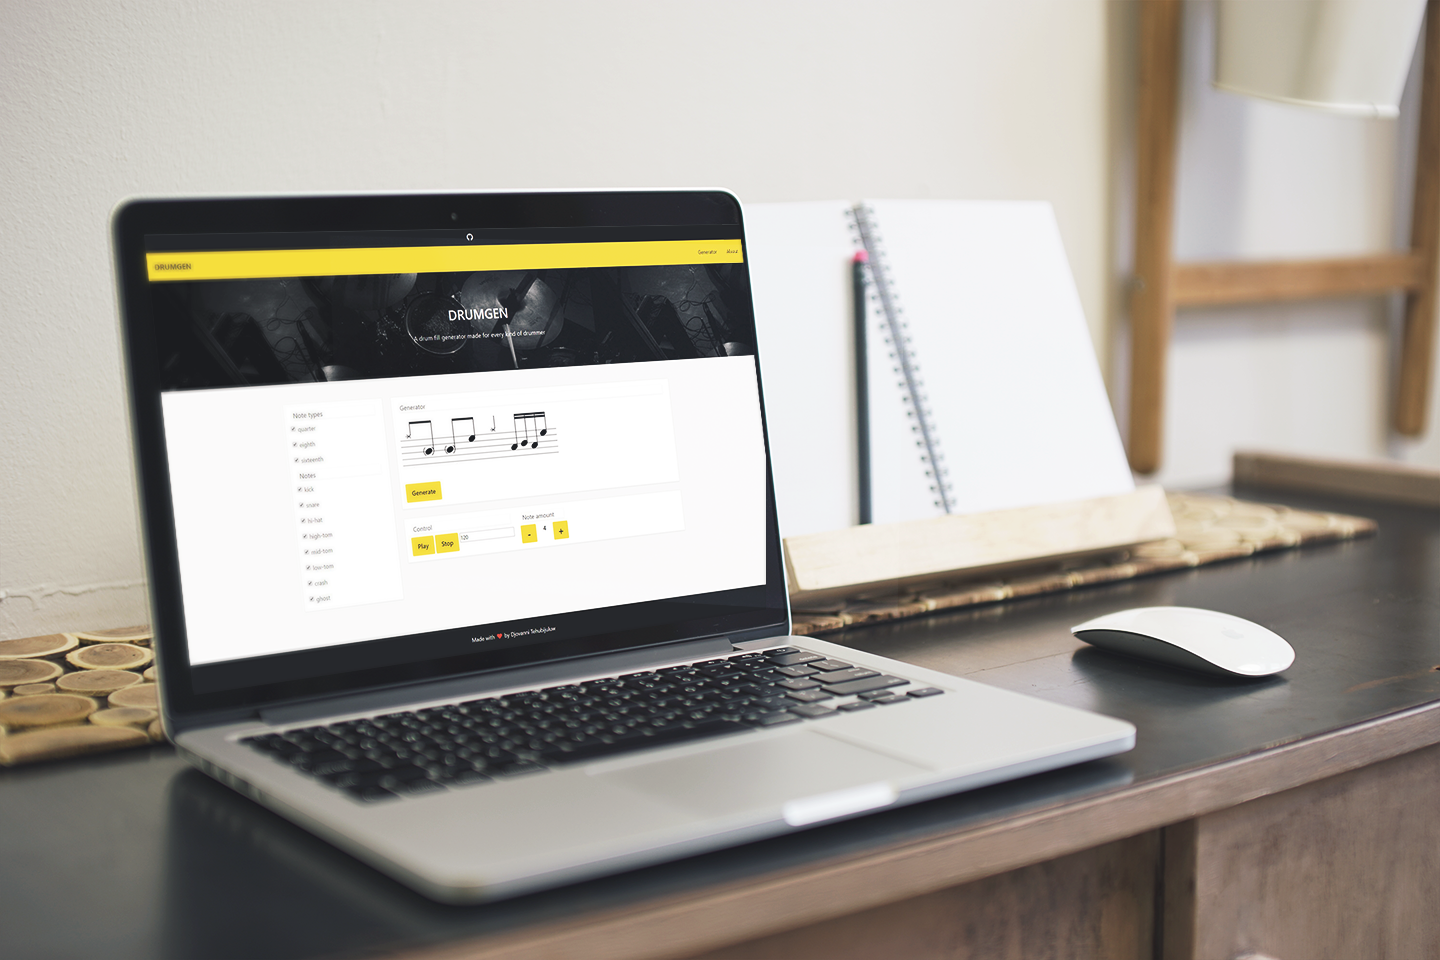 DRUMGEN
Generator
About
DRUMGEN
A drum fill generator made for every kind of drummer
Note types
quarter
eighth
sixteenth
Notes
kick
snare
hi-hat
high-tom
mid-tom
low-tom
crash
ghost
Generator
Generate
Control
Play
Stop
120
Note amount
-
4
+
Made with ❤ by Djovanni Tehubijuluw